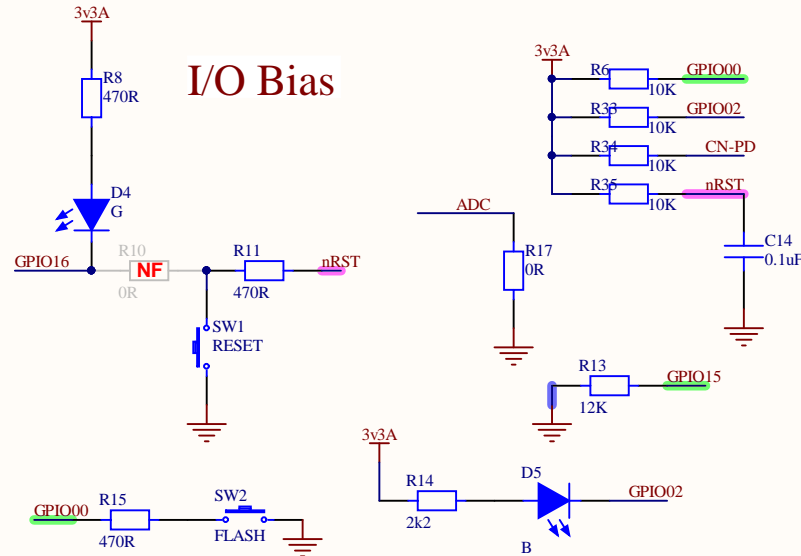 3v3A
R8
470R
I/O Bias
D4
G
GPIO16
R10
NF
0R
R11
470R
nRST
SW1
RESET
3v3A
R6
GPIO00
10K
R33
GPIO02
10K
R34
CN-PD
10K
R35
nRST
10K
C14
0.1uF
ADC
R17
0R
R13
GPIO15
12K
3v3A
R14
2k2
D5
GPIO02
B
GPIO00
R15
470R
SW2
FLASH